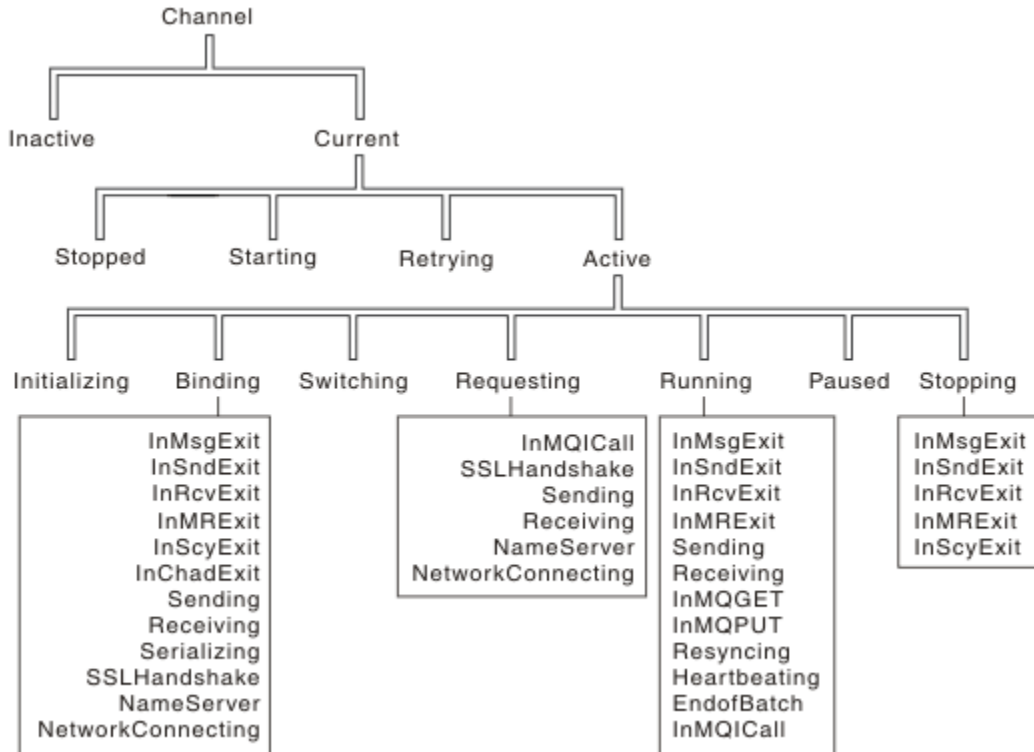 Channel
Inactive
Current
Stopped
Starting
Retrying
Active
Initializing
Binding
Switching
Requesting
Running
Paused
Stopping
InMsgExit
InSndExit
InRcvExit
InMRExit
InScyExit
InChadExit
Sending
Receiving
Serializing
SSLHandshake
NameServer
NetworkConnecting
InMQICall
SSLHandshake
Sending
Receiving
NameServer
NetworkConnecting
InMsgExit
InSndExit
InRcvExit
InMRExit
Sending
Receiving
InMQGET
InMQPUT
Resyncing
Heartbeating
EndofBatch
InMQICall
InMsgExit
InSndExit
InRcvExit
InMRExit
InScyExit